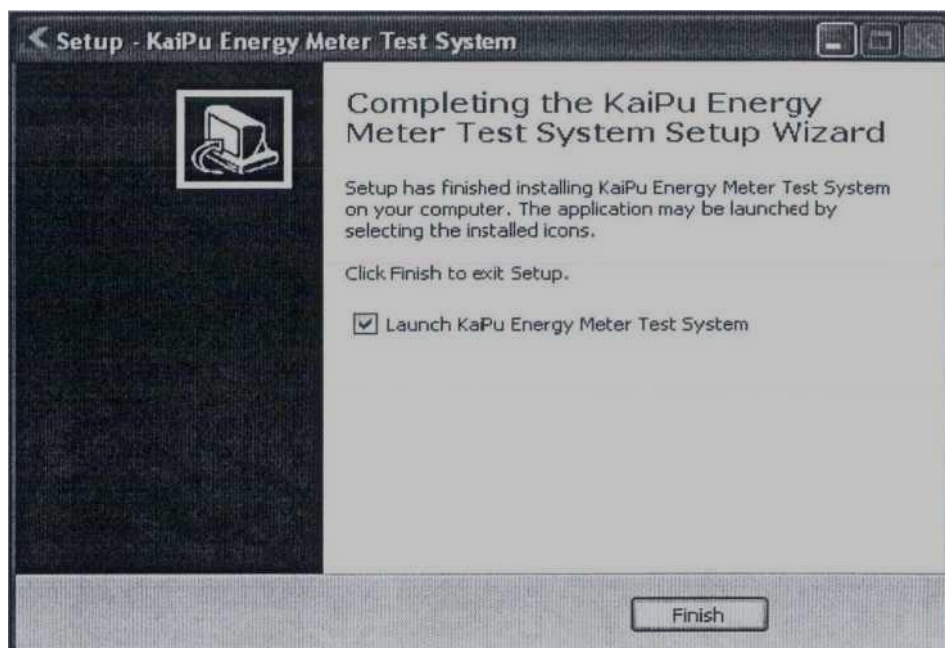 Setup - KaiPu Energy Meter Test System
Completing the KaiPu Energy
Meter Test System Setup Wizard
Setup has finished installing KaiPu Energy Meter Test System
on your computer. The application may be launched by
selecting the installed icons.
Click Finish to exit Setup.
Launch KaiPu Energy Meter Test System
Finish